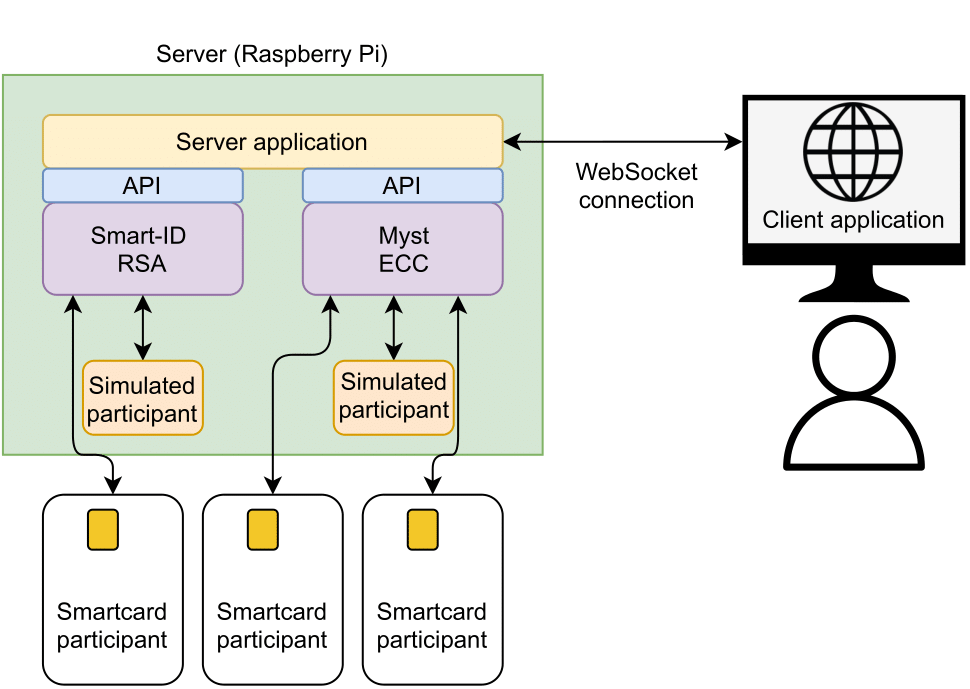 Server (Raspberry Pi)
Server application
API
API
WebSocket
connection
Client application
Smart-ID
RSA
Myst
ECC
Simulated
participant
Simulated
participant
Smartcard
participant
Smartcard
participant
Smartcard
participant